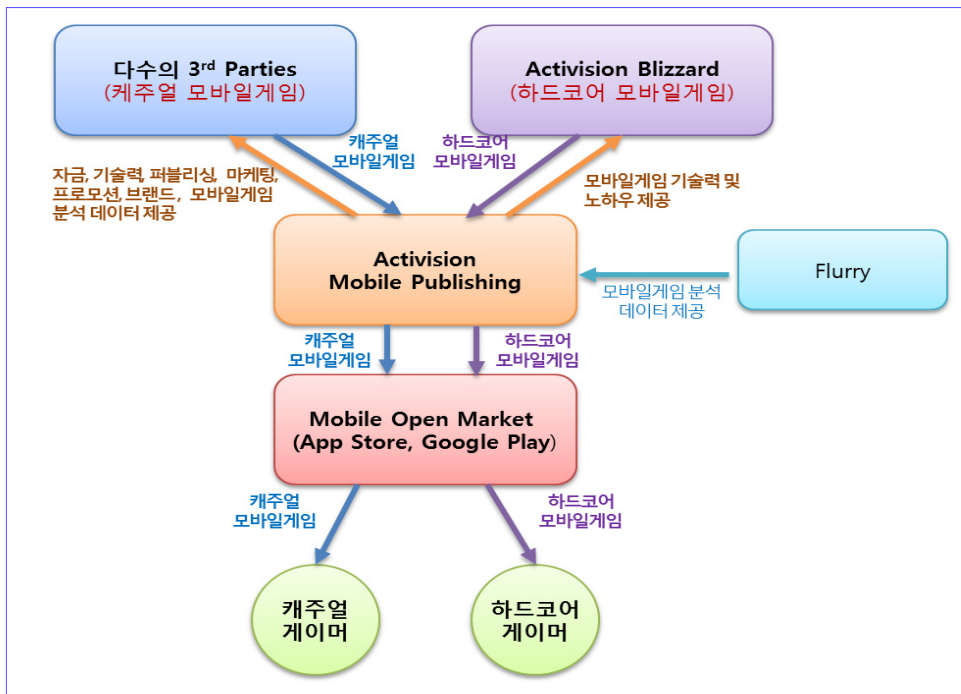 다수의 3rd Parties
(케주얼 모바일게임)
Activision Blizzard
(하드코어 모바일게임)
캐주얼
모바일게임
하드코어
모바일게임
자금, 기술력, 퍼블리싱, 마케팅,
프로모션, 브랜드, 모바일게임
분석 데이터 제공
모바일게임 기술력 및
노하우 제공
Activision
Mobile Publishing
Flurry
모바일게임 분석
데이터 제공
캐주얼
모바일게임
하드코어
모바일게임
Mobile Open Market
(App Store, Google Play)
캐주얼
모바일게임
하드코어
모바일게임
캐주얼
게이머
하드코어
게이머